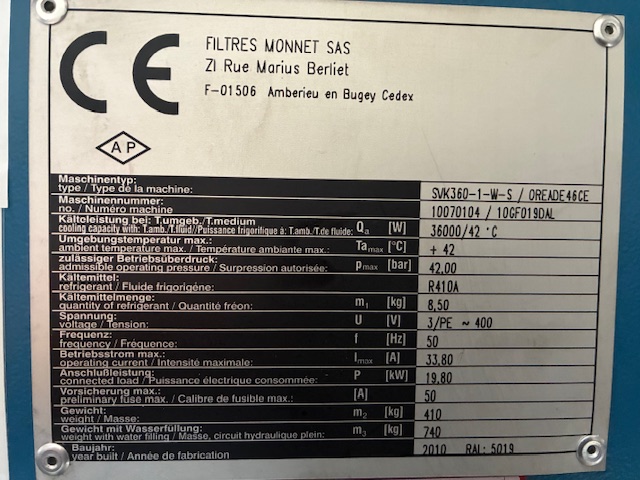 CE
FILTRES MONNET SAS
ZI Rue Marius Berliet
F-01506 Amberieu en Bugey Cedex
AP
Maschinentyp:
type / Type de la machine: SVK360-1-W-S / OREADE46CE
Maschinennummer:
no. / Numéro machine 10070104 / 10GF019DAL
Kälteleistung bei: T.umgeb./T.medium
cooling capacity with: T.amb./T.fluid//Puissance frigorifique à: T.amb./T.de fluide: Qa [W] 36000/42 °C
Umgebungstemperatur max.:
ambient temperature max. / Température ambiante max.: Ta max [°C] + 42
zulässiger Betriebsüberdruck:
admissible operating pressure / Surpression autorisée: pmax [bar] 42,00
Kältemittel:
refrigerant / Fluide frigorigéne: R410A
Kältemittelmenge:
quantity of refrigerant / Quantité fréon: m1 [kg] 8,50
Spannung:
voltage / Tension: U [V] 3/PE ~ 400
Frequenz:
frequency / Fréquence: f [Hz] 50
Betriebsstrom max.:
operating current / Intensité maximale: Imax [A] 33,80
Anschlußleistung:
connected load / Puissance électrique consommée: P [kW] 19,80
Vorsicherung max.:
preliminary fuse max. / Calibre de fusible max.: [A] 50
Gewicht:
weight / Masse: m2 [kg] 410
Gewicht mit Wasserfüllung:
weight with water filling / Masse, circuit hydraulique plein: m3 [kg] 740
Baujahr:
year built / Année de fabrication 2010 RAL: 5019